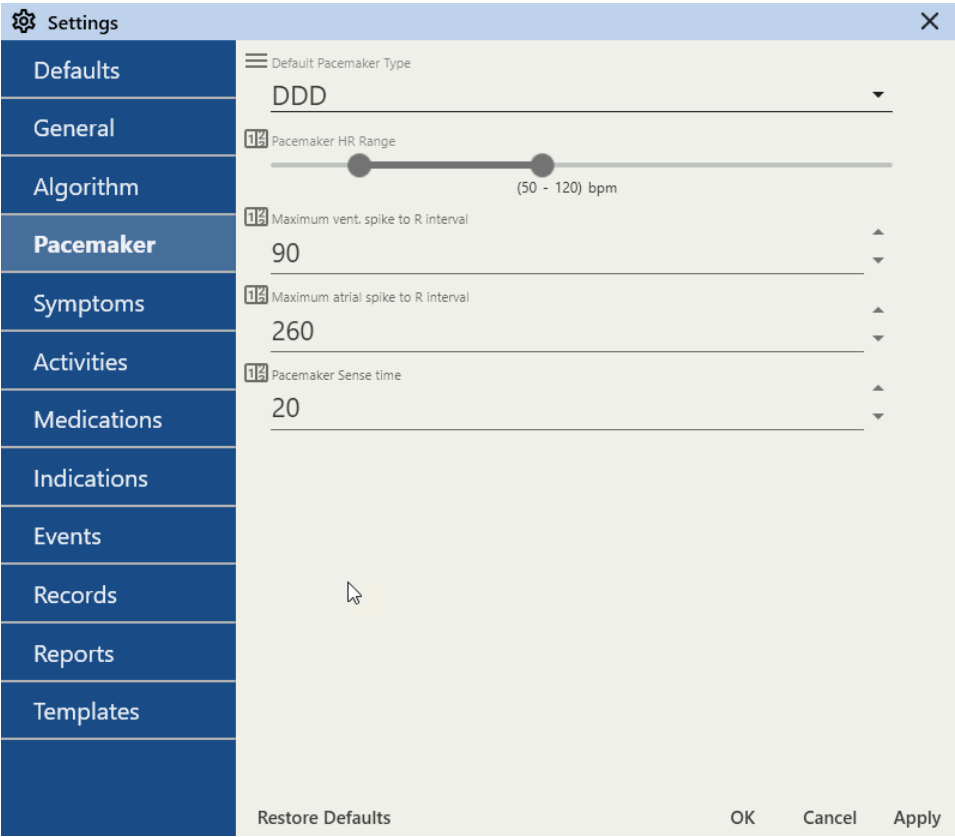 Settings
Defaults
General
Algorithm
Pacemaker
Symptoms
Activities
Medications
Indications
Events
Records
Reports
Templates
Default Pacemaker Type
DDD
Pacemaker HR Range
(50 - 120) bpm
Maximum vent. spike to R interval
90
Maximum atrial spike to R interval
260
Pacemaker Sense time
20
Restore Defaults
OK
Cancel
Apply